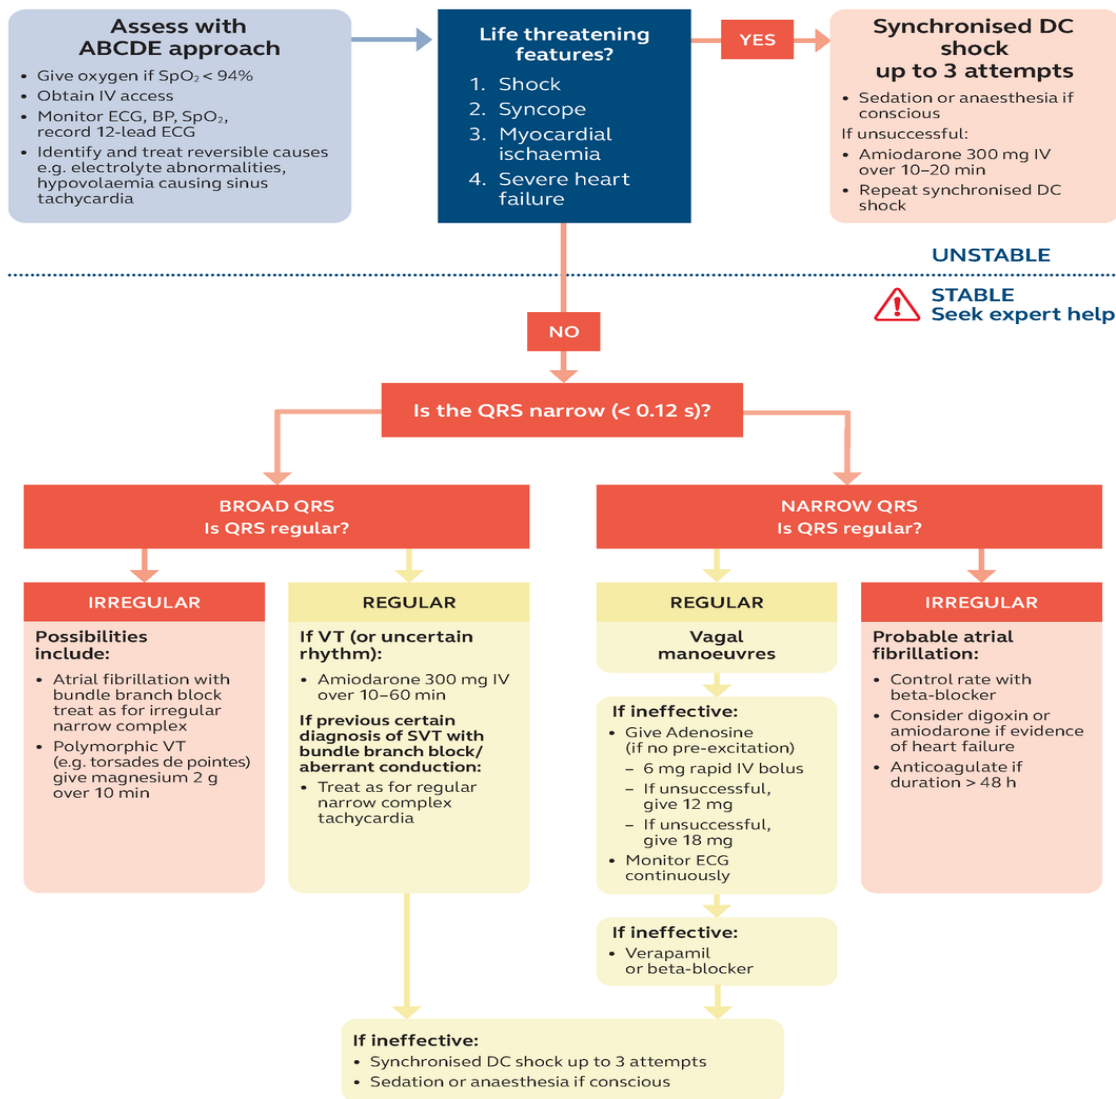 Assess with
ABCDE approach
• Give oxygen if SpO₂ < 94%
• Obtain IV access
• Monitor ECG, BP, SpO₂,
record 12-lead ECG
• Identify and treat reversible causes
e.g. electrolyte abnormalities,
hypovolaemia causing sinus
tachycardia
Life threatening
features?
1. Shock
2. Syncope
3. Myocardial
ischaemia
4. Severe heart
failure
YES
Synchronised DC
shock
up to 3 attempts
• Sedation or anaesthesia if
conscious
If unsuccessful:
• Amiodarone 300 mg IV
over 10–20 min
• Repeat synchronised DC
shock
UNSTABLE
STABLE
Seek expert help
NO
Is the QRS narrow (< 0.12 s)?
BROAD QRS
Is QRS regular?
NARROW QRS
Is QRS regular?
IRREGULAR
Possibilities
include:
• Atrial fibrillation with
bundle branch block
treat as for irregular
narrow complex
• Polymorphic VT
(e.g. torsades de pointes)
give magnesium 2 g
over 10 min
REGULAR
If VT (or uncertain
rhythm):
• Amiodarone 300 mg IV
over 10–60 min
If previous certain
diagnosis of SVT with
bundle branch block/
aberrant conduction:
• Treat as for regular
narrow complex
tachycardia
REGULAR
Vagal
manoeuvres
If ineffective:
• Give Adenosine
(if no pre-excitation)
– 6 mg rapid IV bolus
– If unsuccessful,
give 12 mg
– If unsuccessful,
give 18 mg
• Monitor ECG
continuously
If ineffective:
• Verapamil
or beta-blocker
IRREGULAR
Probable atrial
fibrillation:
• Control rate with
beta-blocker
• Consider digoxin or
amiodarone if evidence
of heart failure
• Anticoagulate if
duration > 48 h
If ineffective:
• Synchronised DC shock up to 3 attempts
• Sedation or anaesthesia if conscious